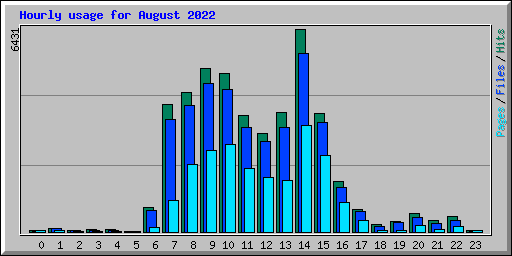 Hourly usage for August 2022
6431
Pages/Files/Hits
0 1 2 3 4 5 6 7 8 9 10 11 12 13 14 15 16 17 18 19 20 21 22 23